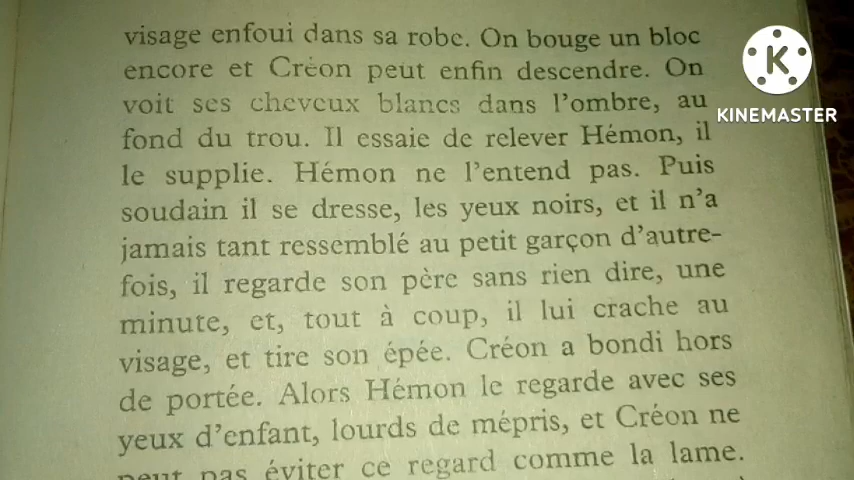 visage enfoui dans sa robe. On bouge un bloc
encore et Créon peut enfin descendre. On
voit ses cheveux blancs dans l'ombre, au
fond du trou. Il essaie de relever Hémon, il
le supplie. Hémon ne l'entend pas. Puis
soudain il se dresse, les yeux noirs, et il n'a
jamais tant ressemblé au petit garçon d'autre-
fois, il regarde son père sans rien dire, une
minute, et, tout à coup, il lui crache au
visage, et tire son épée. Créon a bondi hors
de portée. Alors Hémon le regarde avec ses
yeux d'enfant, lourds de mépris, et Créon ne
peut pas éviter ce regard comme la lame.
K
KINEMASTER